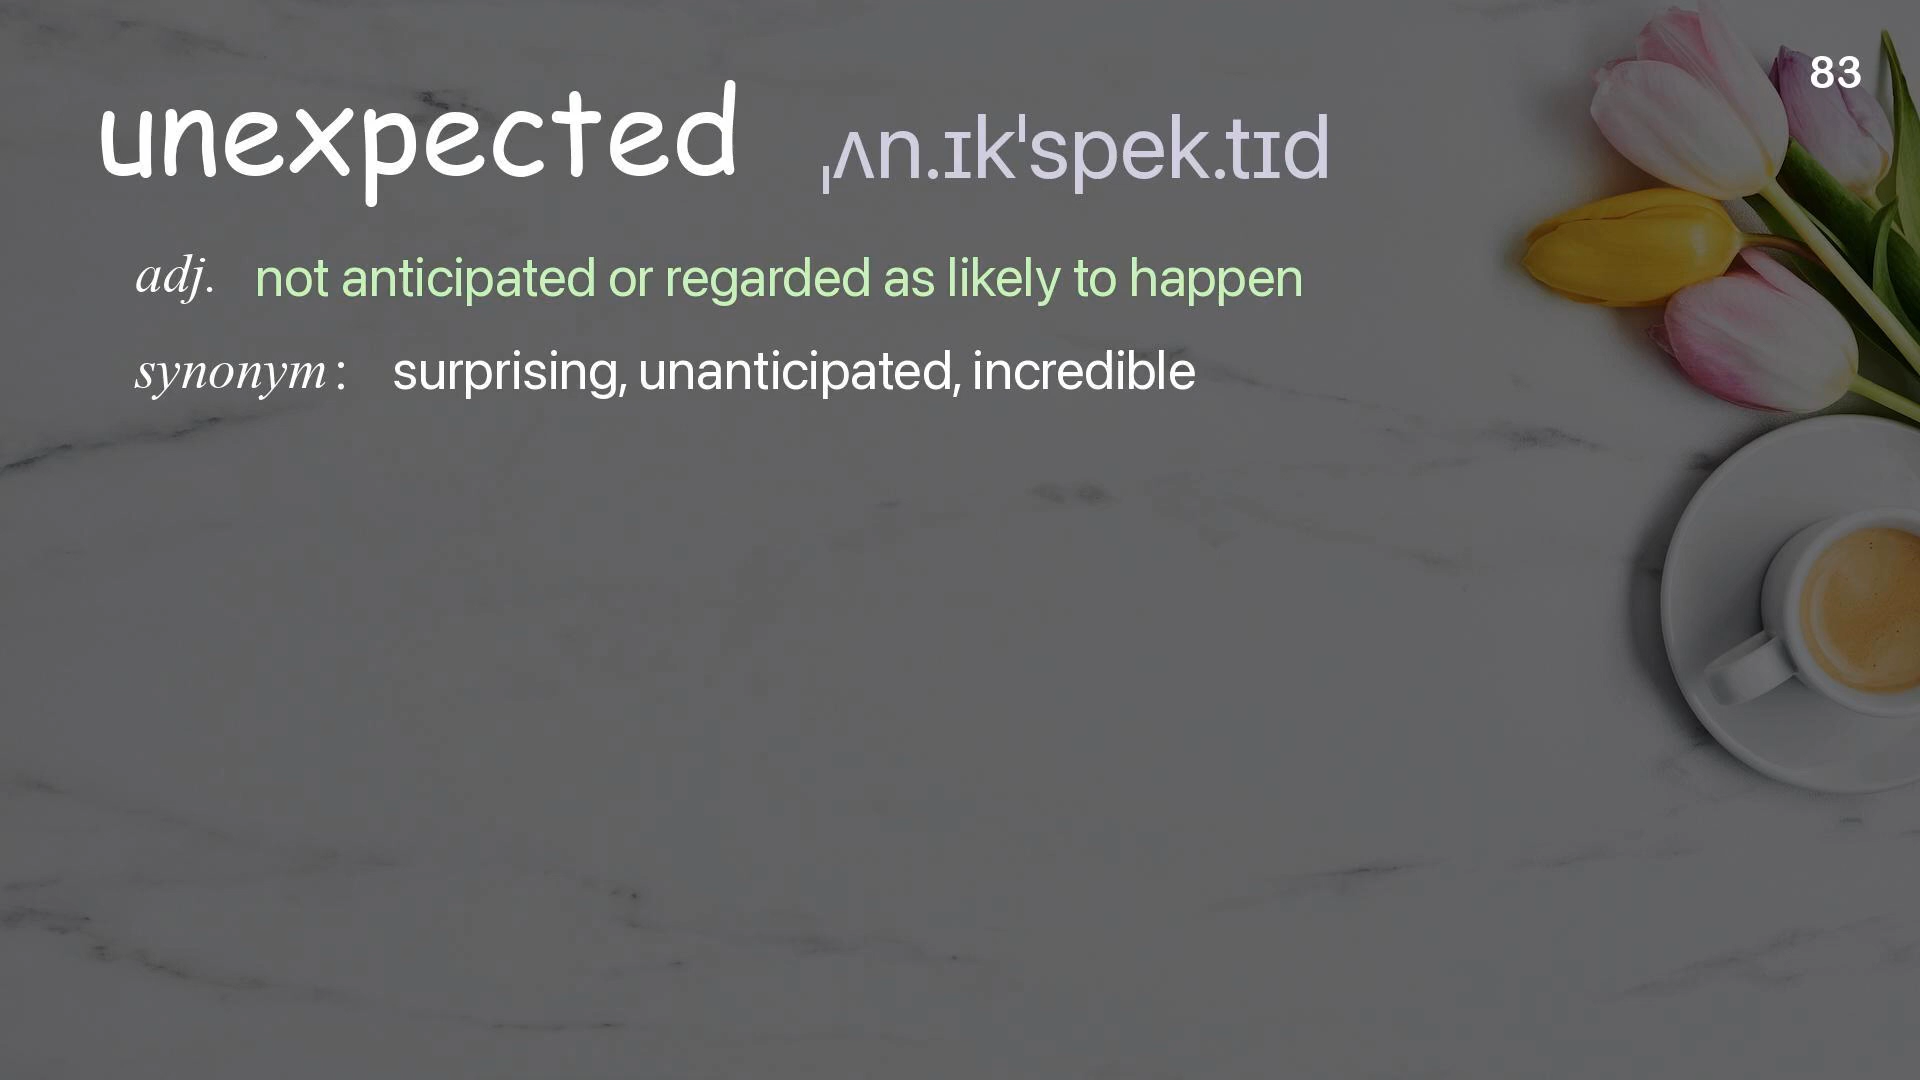 83
unexpected ˌʌn.ɪkˈspek.tɪd
adj. not anticipated or regarded as likely to happen
synonym: surprising, unanticipated, incredible